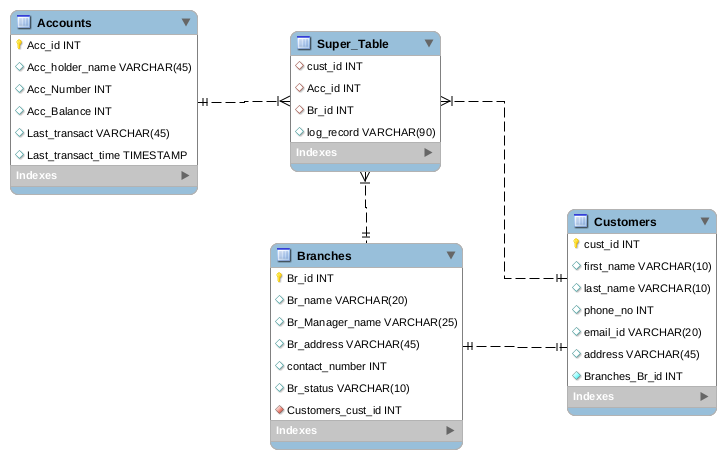 Accounts
Acc_id INT
Acc_holder_name VARCHAR(45)
Acc_Number INT
Acc_Balance INT
Last_transact VARCHAR(45)
Last_transact_time TIMESTAMP
Indexes
Super_Table
cust_id INT
Acc_id INT
Br_id INT
log_record VARCHAR(90)
Indexes
Branches
Br_id INT
Br_name VARCHAR(20)
Br_Manager_name VARCHAR(25)
Br_address VARCHAR(45)
contact_number INT
Br_status VARCHAR(10)
Customers_cust_id INT
Indexes
Customers
cust_id INT
first_name VARCHAR(10)
last_name VARCHAR(10)
phone_no INT
email_id VARCHAR(20)
address VARCHAR(45)
Branches_Br_id INT
Indexes